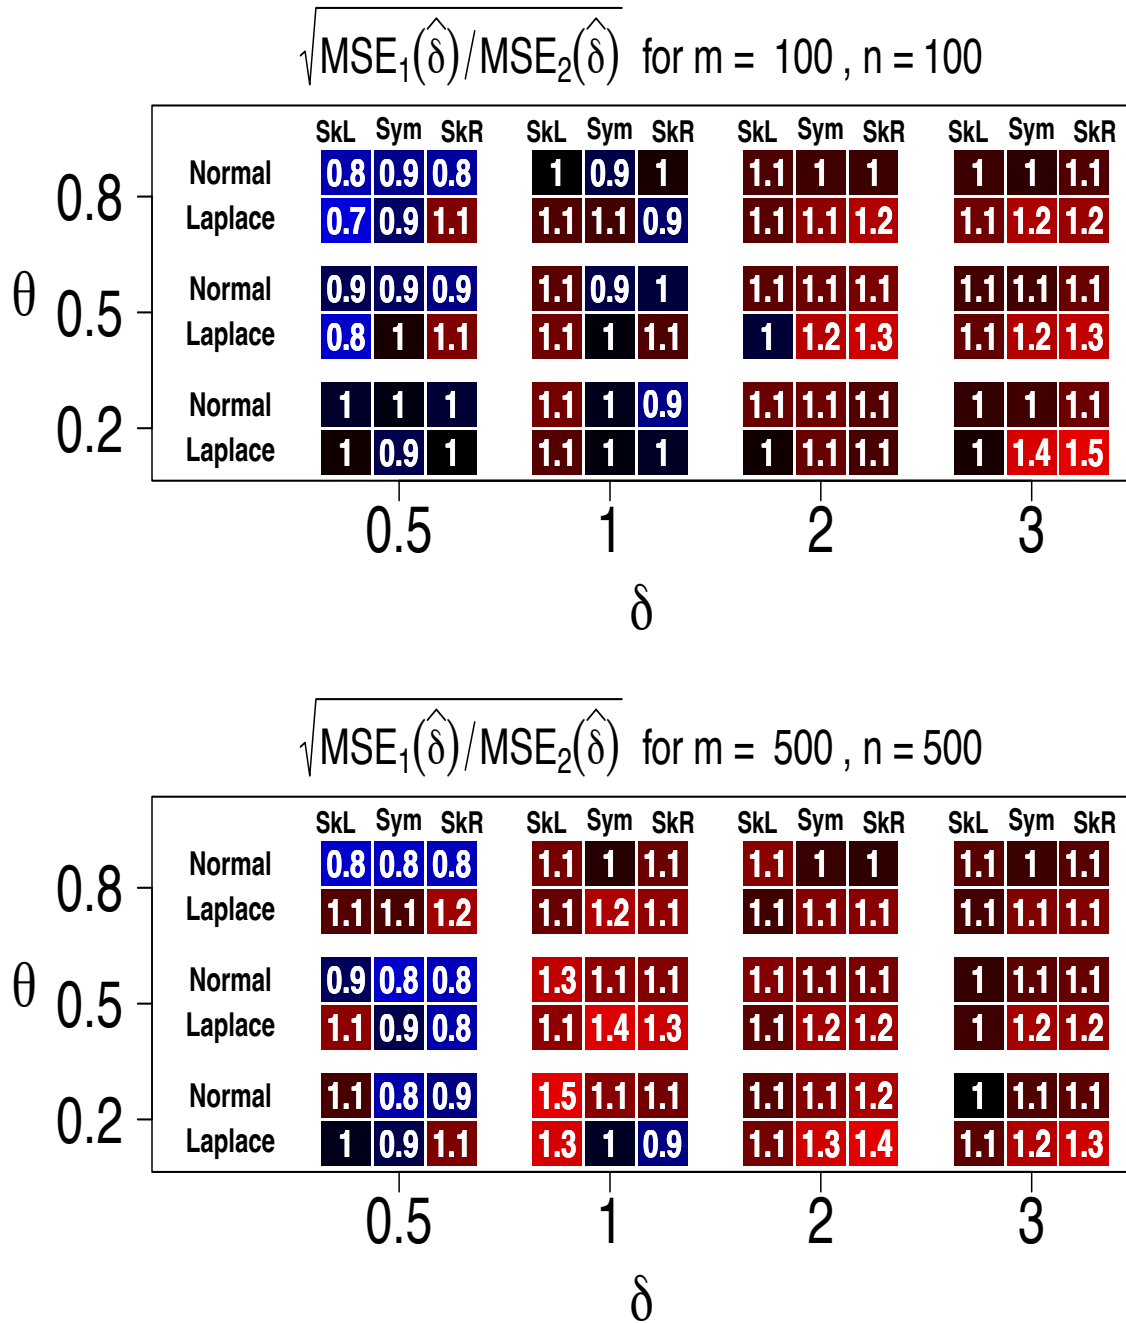 √MSE₁(δ̂)/MSE₂(δ̂) for m = 100 , n = 100
SkL Sym SkR SkL Sym SkR SkL Sym SkR SkL Sym SkR
Normal 0.8 0.9 0.8 1 0.9 1 1.1 1 1 1 1 1.1
0.8
Laplace 0.7 0.9 1.1 1.1 1.1 0.9 1.1 1.1 1.2 1.1 1.2 1.2
Normal 0.9 0.9 0.9 1.1 0.9 1 1.1 1.1 1.1 1.1 1.1 1.1
θ 0.5
Laplace 0.8 1 1.1 1.1 1 1.1 1 1.2 1.3 1.1 1.2 1.3
Normal 1 1 1 1.1 1 0.9 1.1 1.1 1.1 1 1 1.1
0.2
Laplace 1 0.9 1 1.1 1 1 1 1.1 1.1 1 1.4 1.5
0.5 1 2 3
δ
√MSE₁(δ̂)/MSE₂(δ̂) for m = 500 , n = 500
SkL Sym SkR SkL Sym SkR SkL Sym SkR SkL Sym SkR
Normal 0.8 0.8 0.8 1.1 1 1.1 1.1 1 1 1.1 1 1.1
0.8
Laplace 1.1 1.1 1.2 1.1 1.2 1.1 1.1 1.1 1.1 1.1 1.1 1.1
Normal 0.9 0.8 0.8 1.3 1.1 1.1 1.1 1.1 1.1 1 1.1 1.1
θ 0.5
Laplace 1.1 0.9 0.8 1.1 1.4 1.3 1.1 1.2 1.2 1 1.2 1.2
Normal 1.1 0.8 0.9 1.5 1.1 1.1 1.1 1.1 1.2 1 1.1 1.1
0.2
Laplace 1 0.9 1.1 1.3 1 0.9 1.1 1.3 1.4 1.1 1.2 1.3
0.5 1 2 3
δ